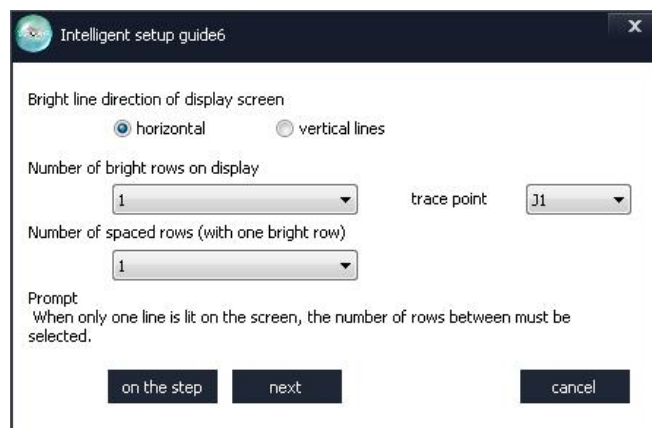 Intelligent setup guide6
X
Bright line direction of display screen
horizontal vertical lines
Number of bright rows on display
1 trace point J1
Number of spaced rows (with one bright row)
1
Prompt
When only one line is lit on the screen, the number of rows between must be
selected.
on the step next cancel